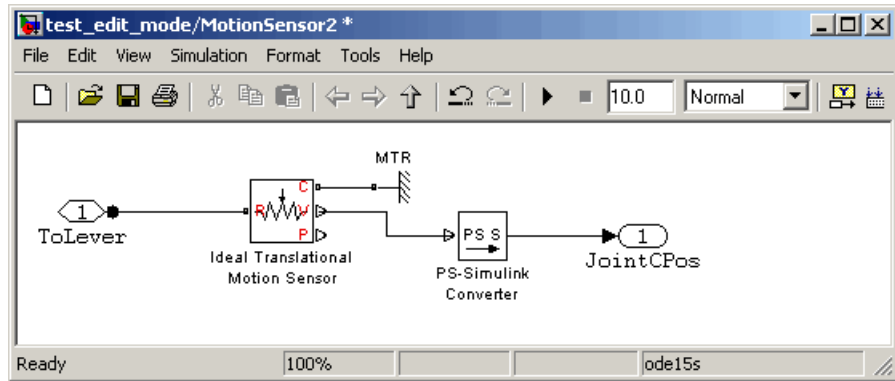 test_edit_mode/MotionSensor2 *
File Edit View Simulation Format Tools Help
10.0 Normal
MTR
C
R V
P
1
ToLever
Ideal Translational
Motion Sensor
PS S
PS-Simulink
Converter
1
JointCPos
Ready 100% ode15s